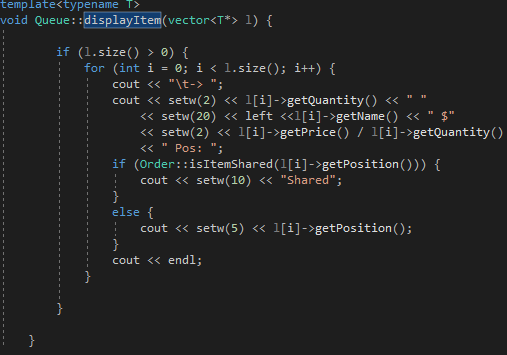 template<typename T>
void Queue::displayItem(vector<T*> l) {
if (l.size() > 0) {
for (int i = 0; i < l.size(); i++) {
cout << "\t-> ";
cout << setw(2) << l[i]->getQuantity() << " "
<< setw(20) << left <<l[i]->getName() << " $"
<< setw(2) << l[i]->getPrice() / l[i]->getQuantity()
<< " Pos: ";
if (Order::isItemShared(l[i]->getPosition())) {
cout << setw(10) << "Shared";
}
else {
cout << setw(5) << l[i]->getPosition();
}
cout << endl;
}
}
}